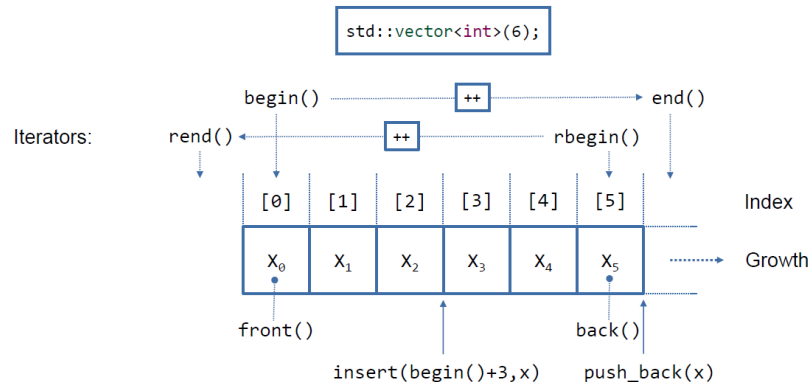 std::vector<int>(6);
begin() ++ end()
Iterators: rend() ++ rbegin()
[0] [1] [2] [3] [4] [5] Index
X₀ X₁ X₂ X₃ X₄ X₅ Growth
front() back()
insert(begin()+3,x) push_back(x)